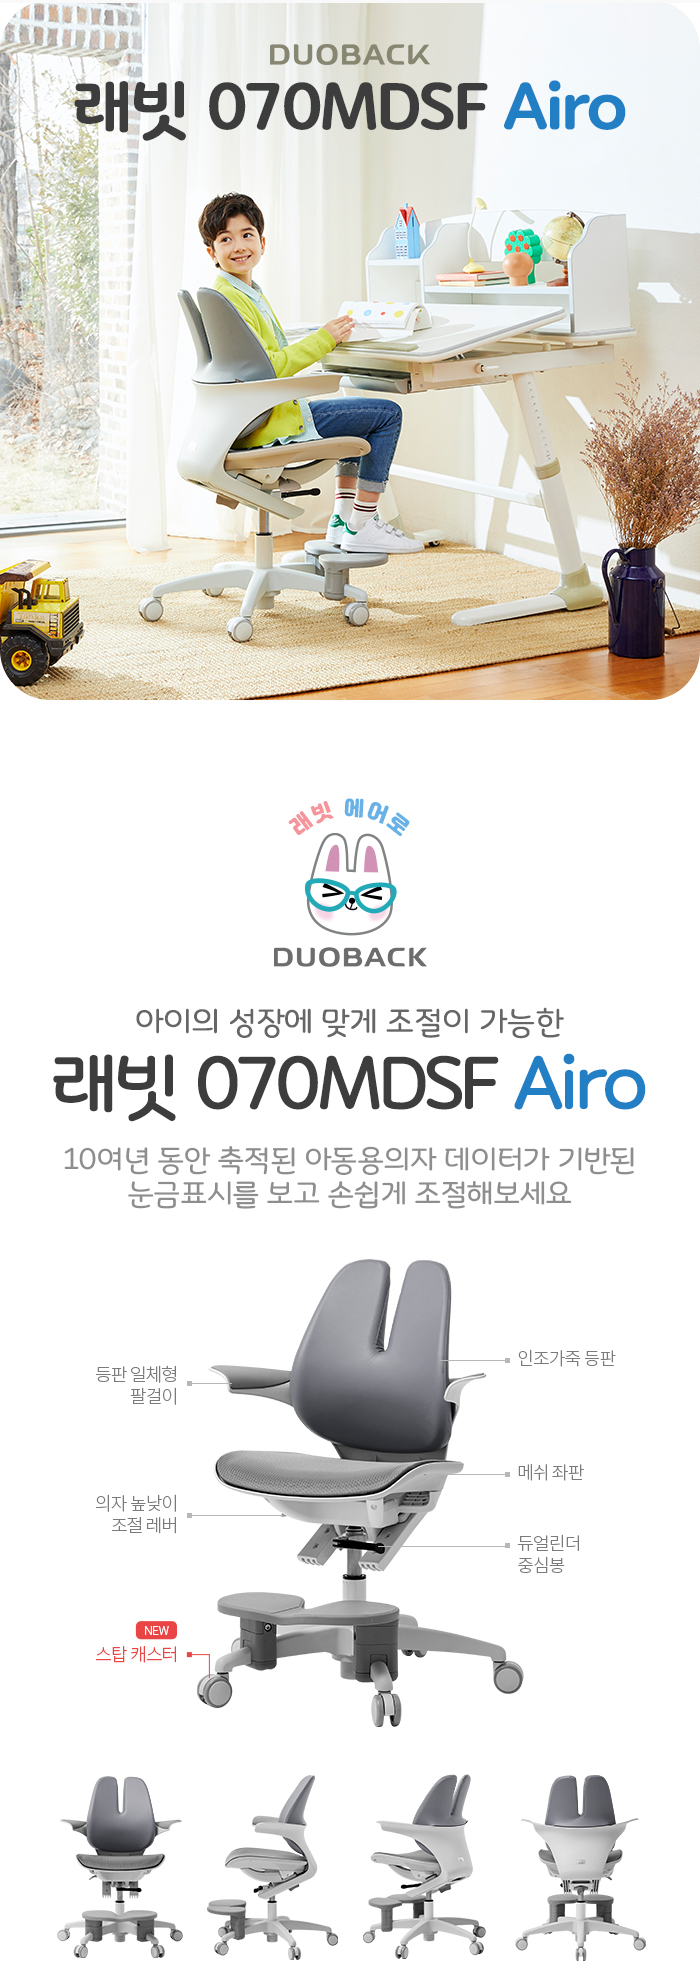 DUOBACK
래빗 070MDSF Airo
래빗 에어로
DUOBACK
아이의 성장에 맞게 조절이 가능한
래빗 070MDSF Airo
10여년 동안 축적된 아동용의자 데이터가 기반된
눈금표시를 보고 손쉽게 조절해보세요
등판 일체형
팔걸이
인조가죽 등판
메쉬 좌판
의자 높낮이
조절 레버
듀얼린더
중심봉
NEW
스탑 캐스터